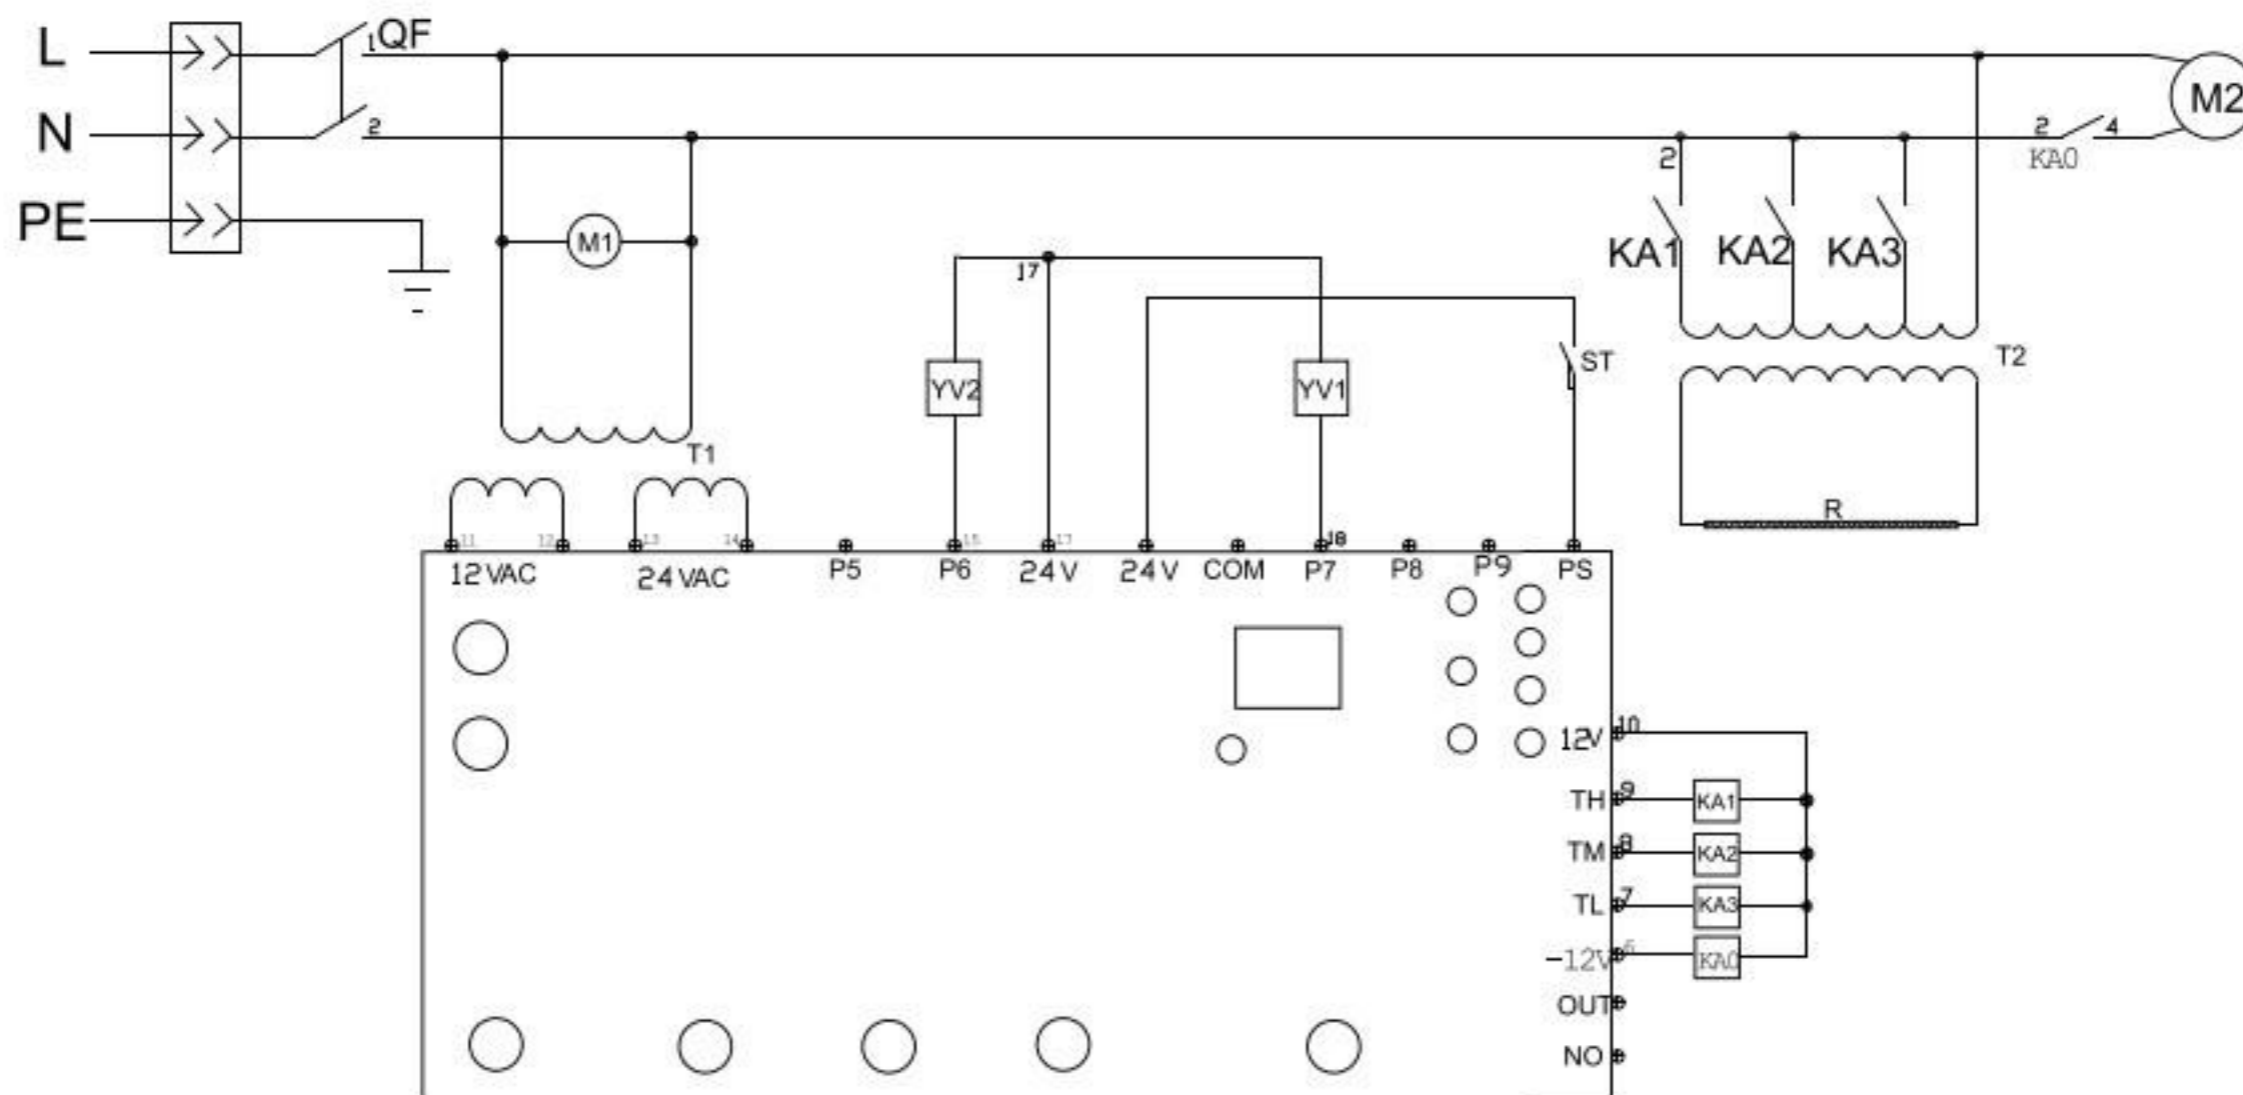 L
1 QF
N
2
PE
M1
M2
2 4
KA0
2
KA1
KA2
KA3
17
YV2
YV1
ST
T2
T1
R
11
12
13
14
15
17
18
12VAC
24VAC
P5
P6
24V
24V
COM
P7
P8
P9
PS
12V
10
TH
9
KA1
TM
8
KA2
TL
7
KA3
-12V
6
KA0
OUT
NO